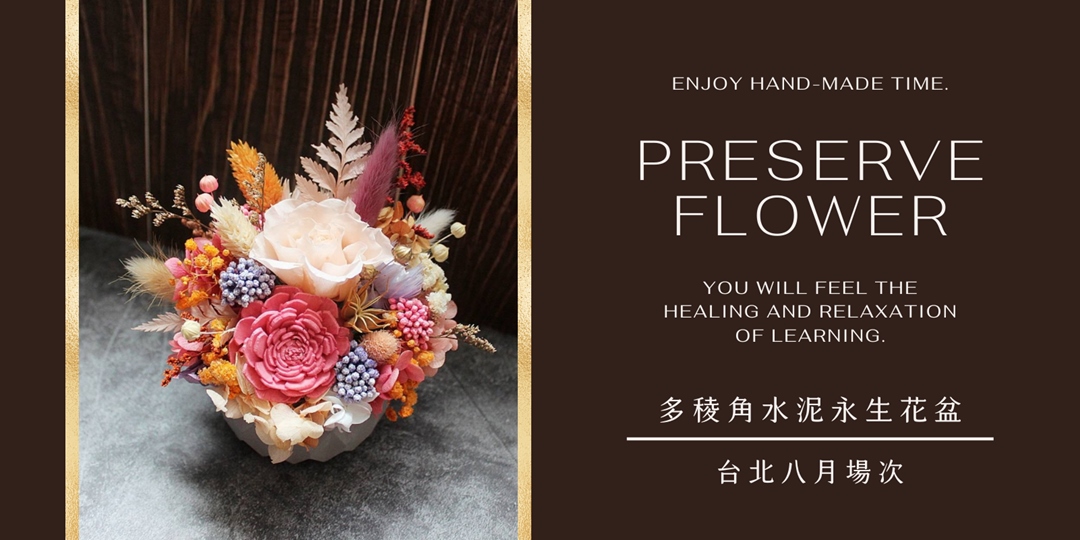 ENJOY HAND-MADE TIME.
PRESERVE
FLOWER
YOU WILL FEEL THE
HEALING AND RELAXATION
OF LEARNING.
多稜角水泥永生花盆
台北八月場次